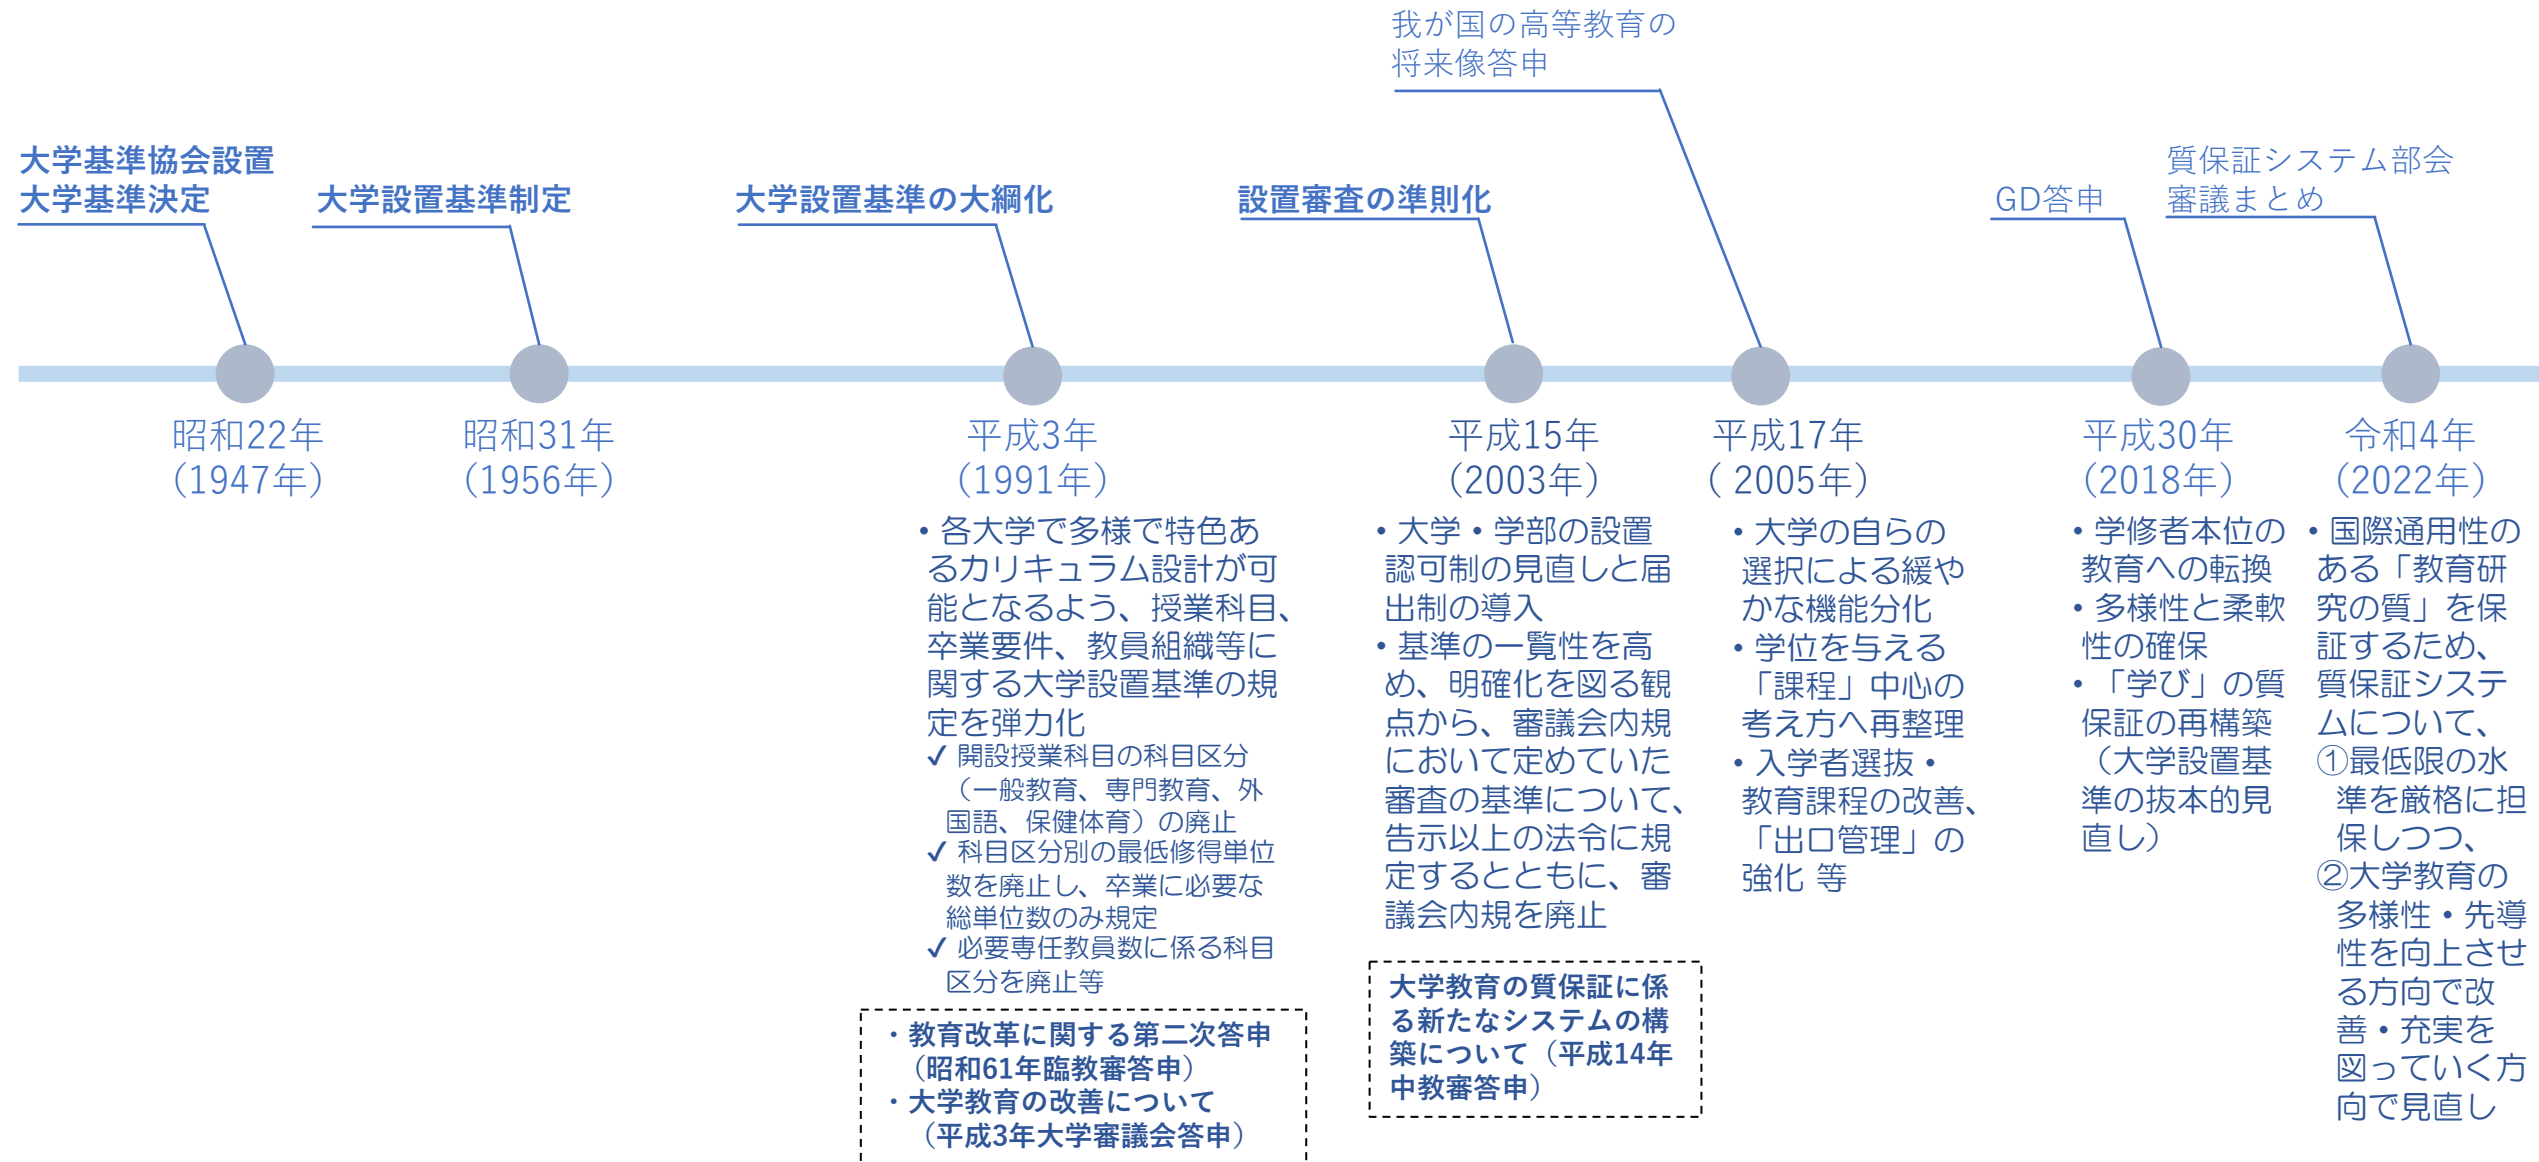 我が国の高等教育の
将来像答申
大学基準協会設置
大学基準決定
大学設置基準制定
大学設置基準の大綱化
設置審査の準則化
GD答申
質保証システム部会
審議まとめ
昭和22年
(1947年)
昭和31年
(1956年)
平成3年
(1991年)
・各大学で多様で特色あ
るカリキュラム設計が可
能となるよう、授業科目、
卒業要件、教員組織等に
関する大学設置基準の規
定を弾力化
✓ 開設授業科目の科目区分
（一般教育、専門教育、外
国語、保健体育）の廃止
✓ 科目区分別の最低修得単位
数を廃止し、卒業に必要な
総単位数のみ規定
✓ 必要専任教員数に係る科目
区分を廃止等
・教育改革に関する第二次答申
（昭和61年臨教審答申）
・大学教育の改善について
（平成3年大学審議会答申）
平成15年
(2003年)
・大学・学部の設置
認可制の見直しと届
出制の導入
・基準の一覧性を高
め、明確化を図る観
点から、審議会内規
において定めていた
審査の基準について、
告示以上の法令に規
定するとともに、審
議会内規を廃止
大学教育の質保証に係
る新たなシステムの構
築について（平成14年
中教審答申）
平成17年
( 2005年)
・大学の自らの
選択による緩や
かな機能分化
・学位を与える
「課程」中心の
考え方へ再整理
・入学者選抜・
教育課程の改善、
「出口管理」の
強化 等
平成30年
(2018年)
・学修者本位の
教育への転換
・多様性と柔軟
性の確保
・「学び」の質
保証の再構築
（大学設置基
準の抜本的見
直し）
令和4年
(2022年)
・国際通用性の
ある「教育研
究の質」を保
証するため、
質保証システ
ムについて、
①最低限の水
準を厳格に担
保しつつ、
②大学教育の
多様性・先導
性を向上させ
る方向で改
善・充実を
図っていく方
向で見直し